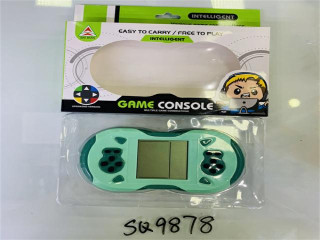 INTELLIGENT
EASY TO CARRY / FREE TO PLAY
INTELLIGENT
GAME CONSOLE
SQ9878